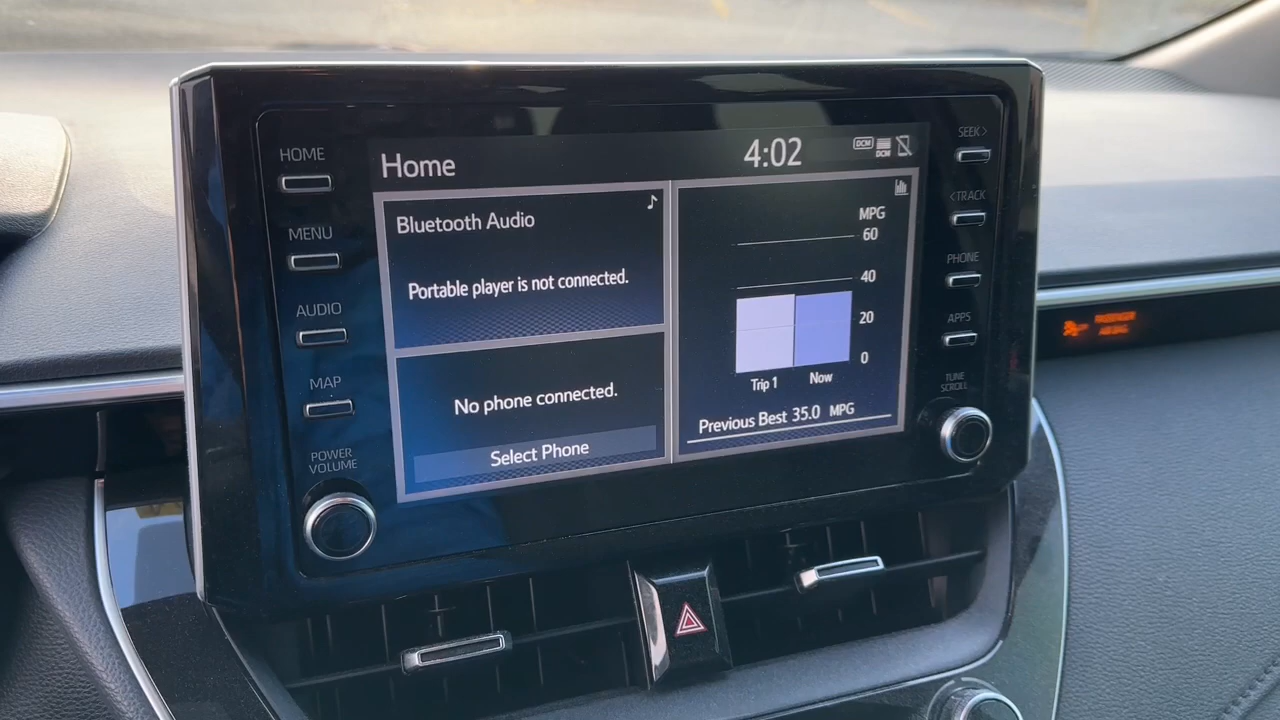 HOME
MENU
AUDIO
MAP
POWER
VOLUME
Home
4:02
DCM
DCM
Bluetooth Audio
Portable player is not connected.
No phone connected.
Select Phone
MPG
60
40
20
0
Trip 1
Now
Previous Best 35.0 MPG
SEEK >
< TRACK
PHONE
APPS
TUNE
SCROLL